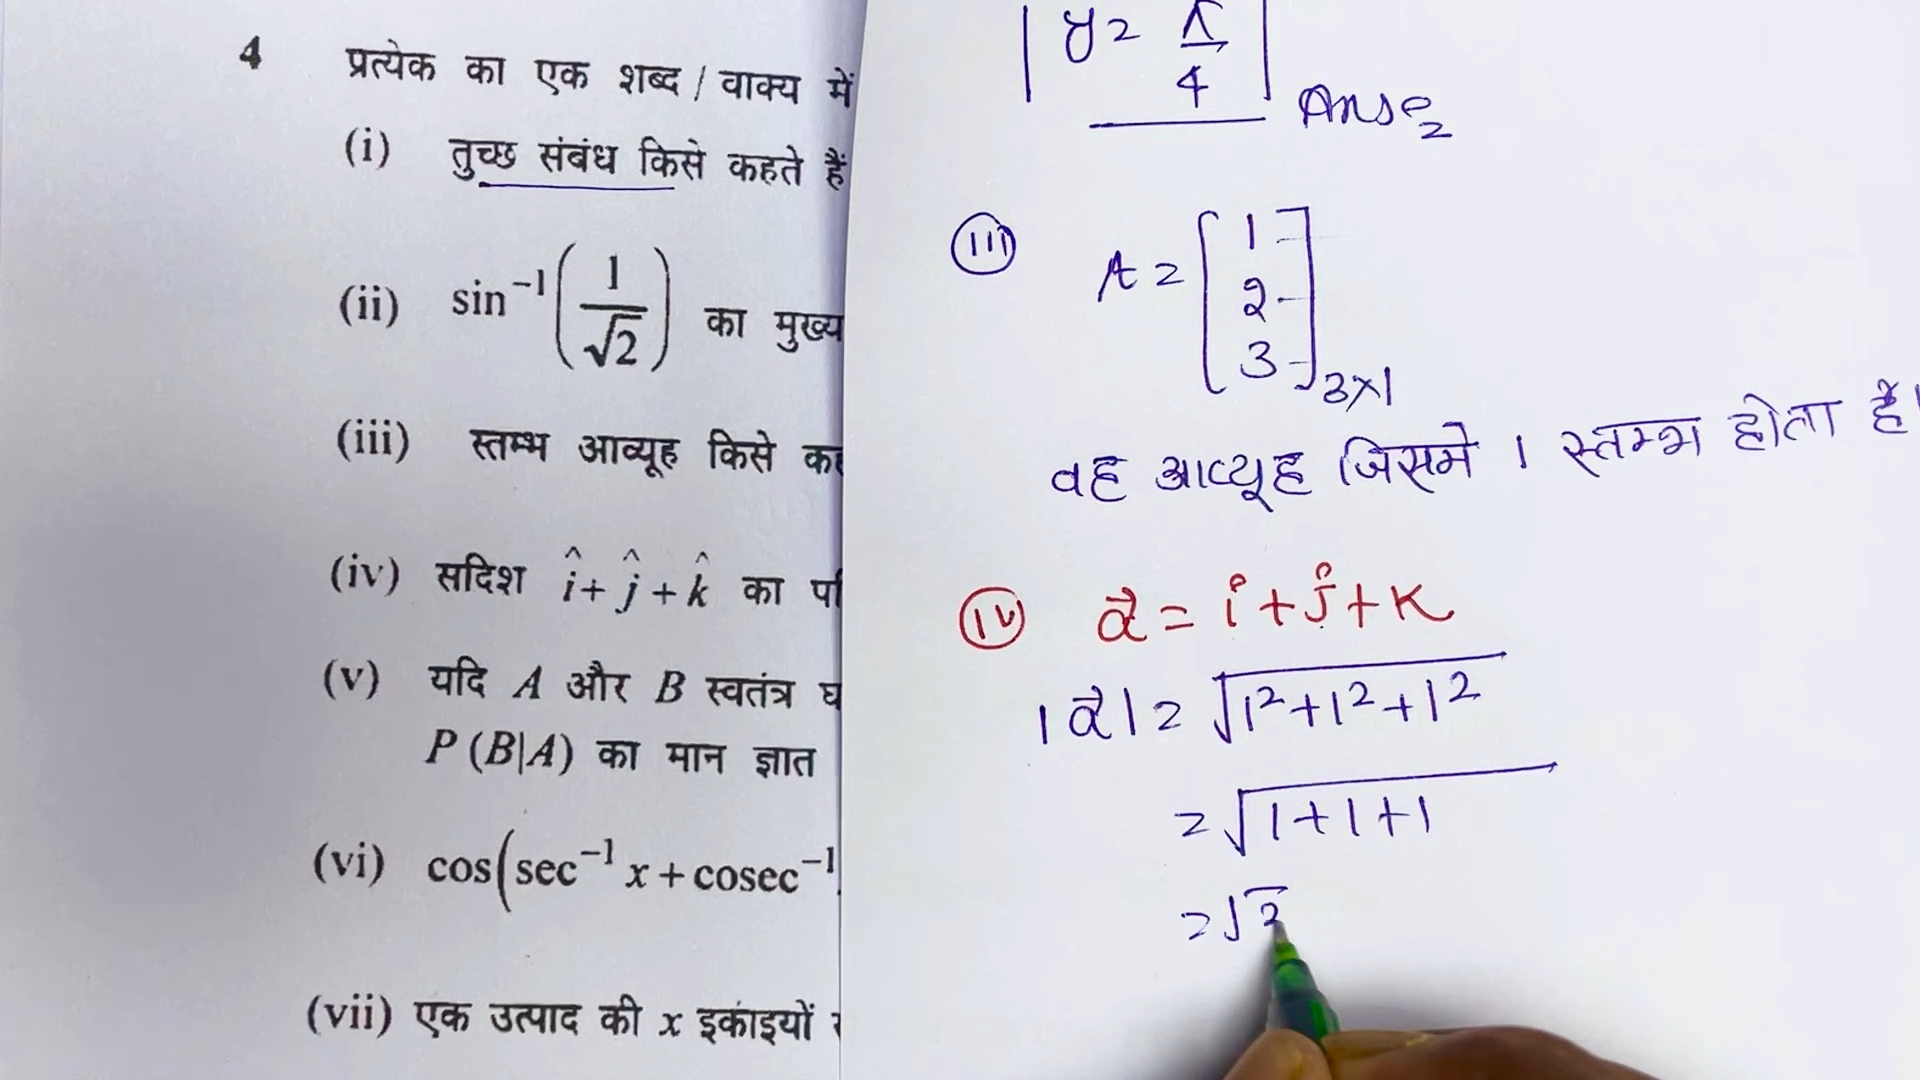 4 प्रत्येक का एक शब्द / वाक्य में
(i) तुच्छ संबंध किसे कहते हैं
(ii) sin⁻¹(1/√2) का मुख्य
(iii) स्तम्भ आव्यूह किसे
(iv) सदिश î + ĵ + k̂ का
(v) यदि A और B स्वतंत्र
P (B|A) का मान ज्ञात
(vi) cos(sec⁻¹ x + cosec⁻¹
(vii) एक उत्पाद की x इकाइयों
y = π/4 Ans
(iii) A = [1 2 3] 3×1
वह आव्यूह जिसमे 1 स्तम्भ होता है।
(iv) a⃗ = i + j + k
|a⃗| = √1² + 1² + 1²
= √1 + 1 + 1
= √